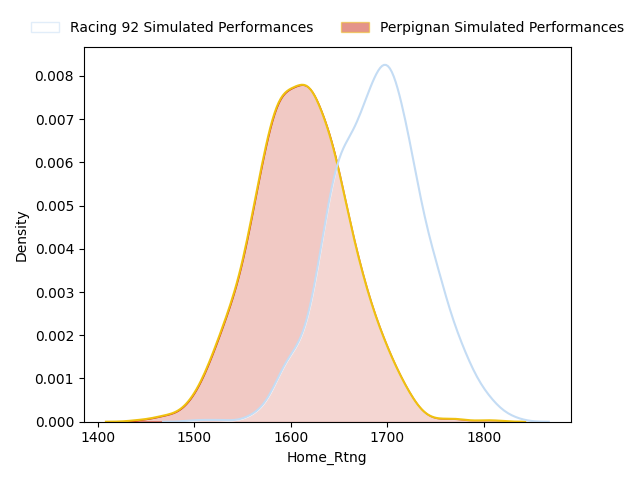 Racing 92 Simulated Performances
Perpignan Simulated Performances
0.008
0.007
0.006
0.005
0.004
0.003
0.002
0.001
0.000
Density
1400 1500 1600 1700 1800
Home_Rtng